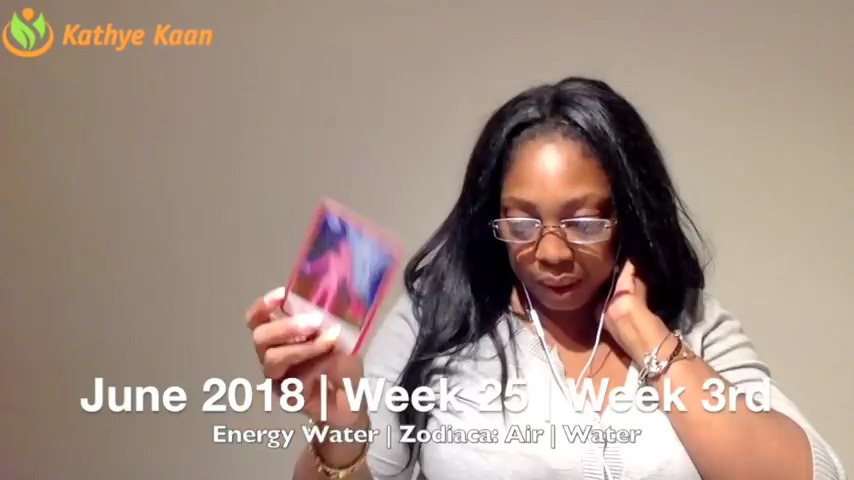 Kathye Kaan
June 2018 | Week 25 | Week 3rd
Energy Water | Zodiaca: Air | Water